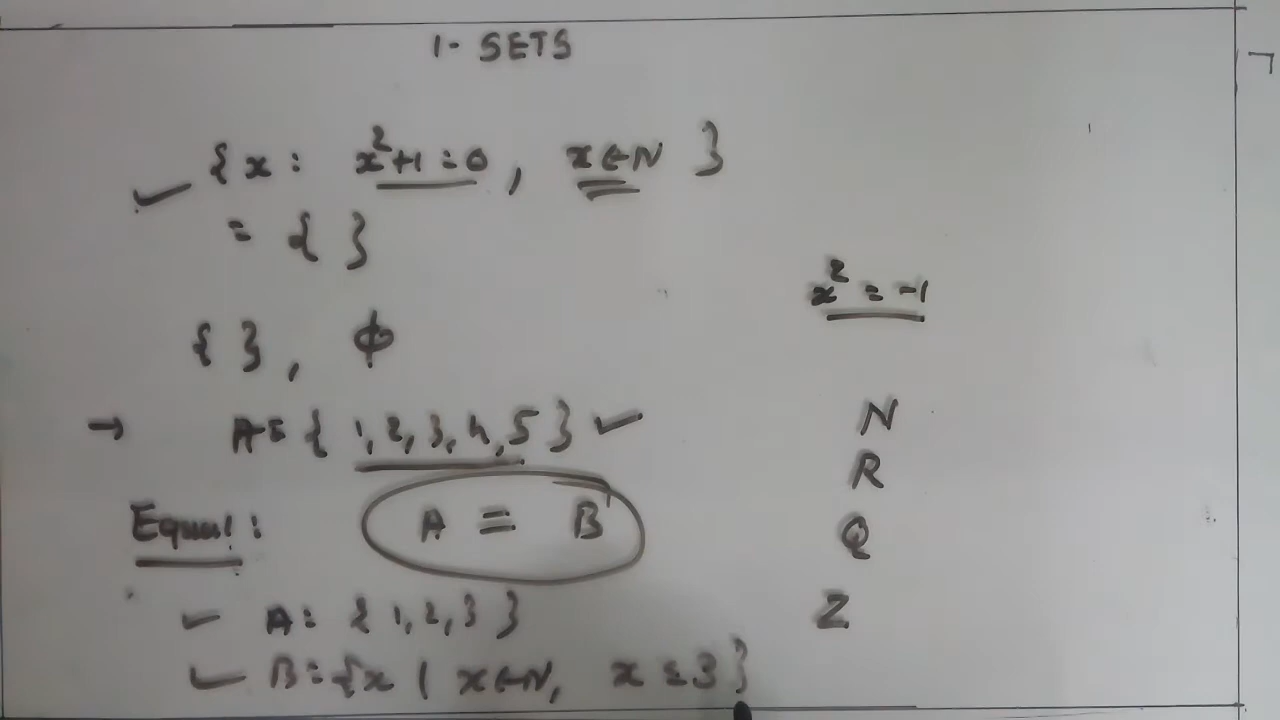 1- SETS
{x: x²+1=0, x∈N }
= { }
{ }, ϕ
x² = -1
→ A= { 1,2,3,4,5 } ✓
N
R
Equal: A = B
Q
✓ A= { 1,2,3 }
Z
✓ B={x | x∈N, x ≤ 3}